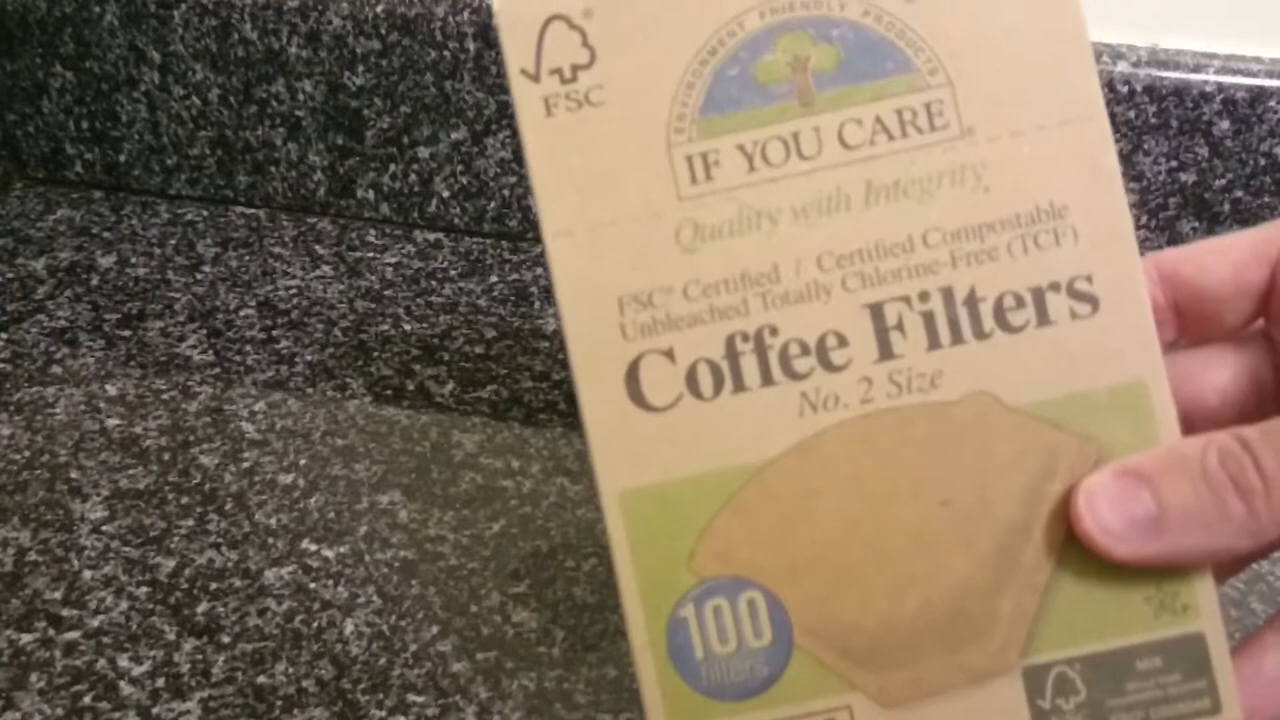 FSC
ENVIRONMENT FRIENDLY PRODUCTS
IF YOU CARE
Quality with Integrity
FSC® Certified / Certified Compostable
Unbleached Totally Chlorine-Free (TCF)
Coffee Filters
No. 2 Size
100
filters
MIX